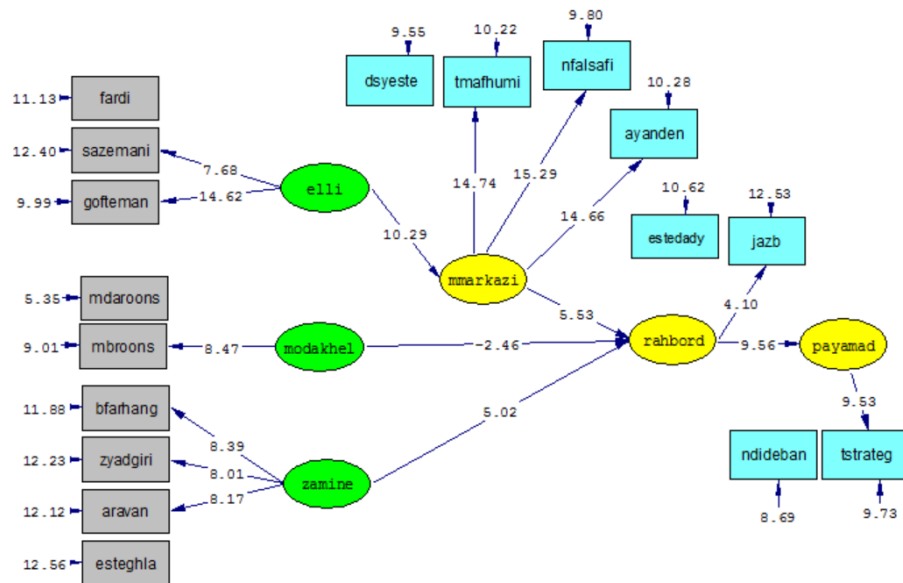 9.55
10.22
9.80
dsyeste
tmafhumi
nfalsafi
11.13
fardi
10.28
ayanden
12.40
sazemani
7.68
9.99
gofteman
14.62
elli
14.74
15.29
14.66
10.62
12.53
estedady
jazb
10.29
mmarkazi
5.35
mdaroons
5.53
4.10
9.01
mbroons
8.47
modakhel
-2.46
rahbord
9.56
payamad
11.88
bfarhang
5.02
9.53
8.39
12.23
zyadgiri
8.01
ndideban
tstrateg
zamine
8.17
12.12
aravan
8.69
9.73
12.56
esteghla